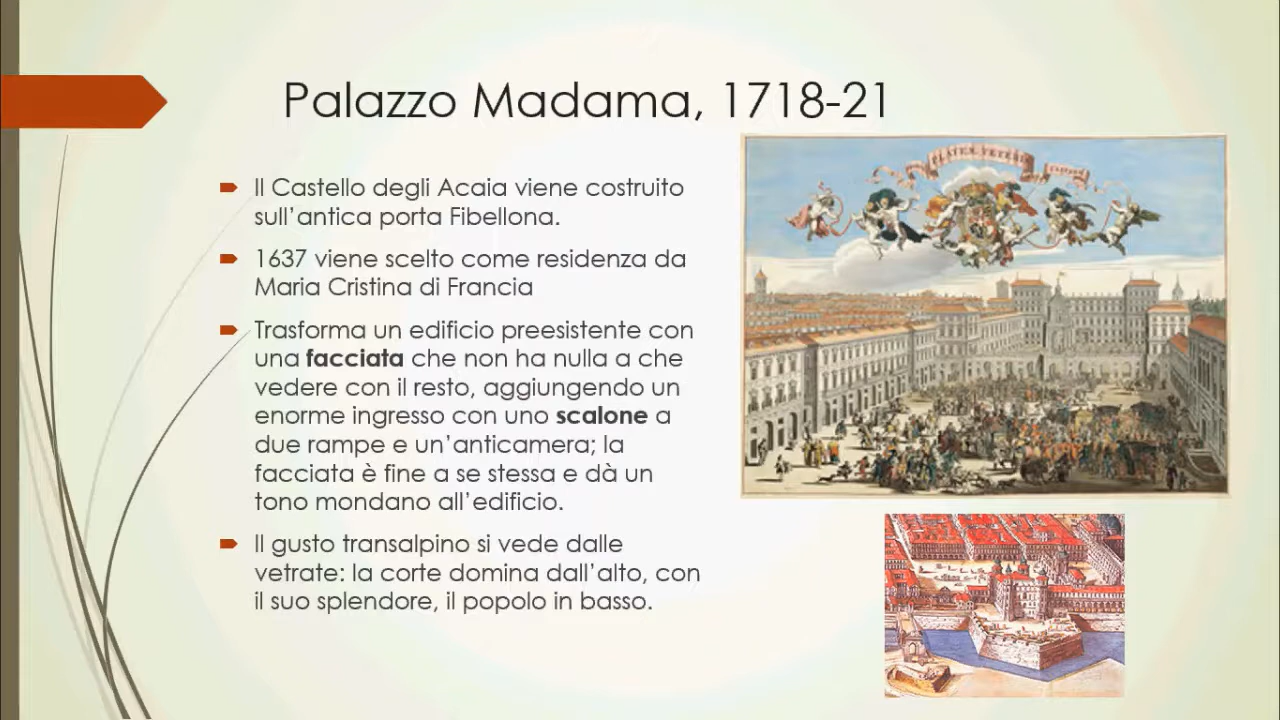 Palazzo Madama, 1718-21
Il Castello degli Acaia viene costruito
sull'antica porta Fibellona.
1637 viene scelto come residenza da
Maria Cristina di Francia
Trasforma un edificio preesistente con
una facciata che non ha nulla a che
vedere con il resto, aggiungendo un
enorme ingresso con uno scalone a
due rampe e un'anticamera; la
facciata è fine a se stessa e dà un
tono mondano all'edificio.
Il gusto transalpino si vede dalle
vetrate: la corte domina dall'alto, con
il suo splendore, il popolo in basso.